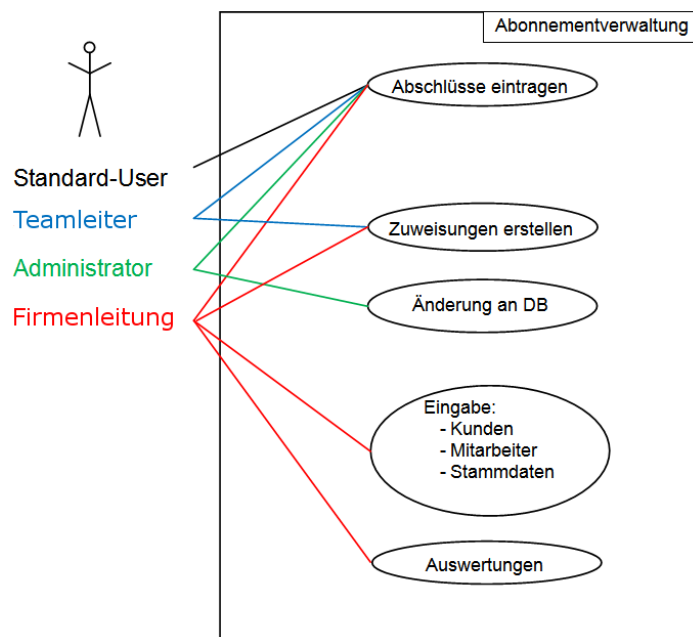 Abonnementverwaltung
Abschlüsse eintragen
Standard-User
Teamleiter
Zuweisungen erstellen
Administrator
Änderung an DB
Firmenleitung
Eingabe:
- Kunden
- Mitarbeiter
- Stammdaten
Auswertungen